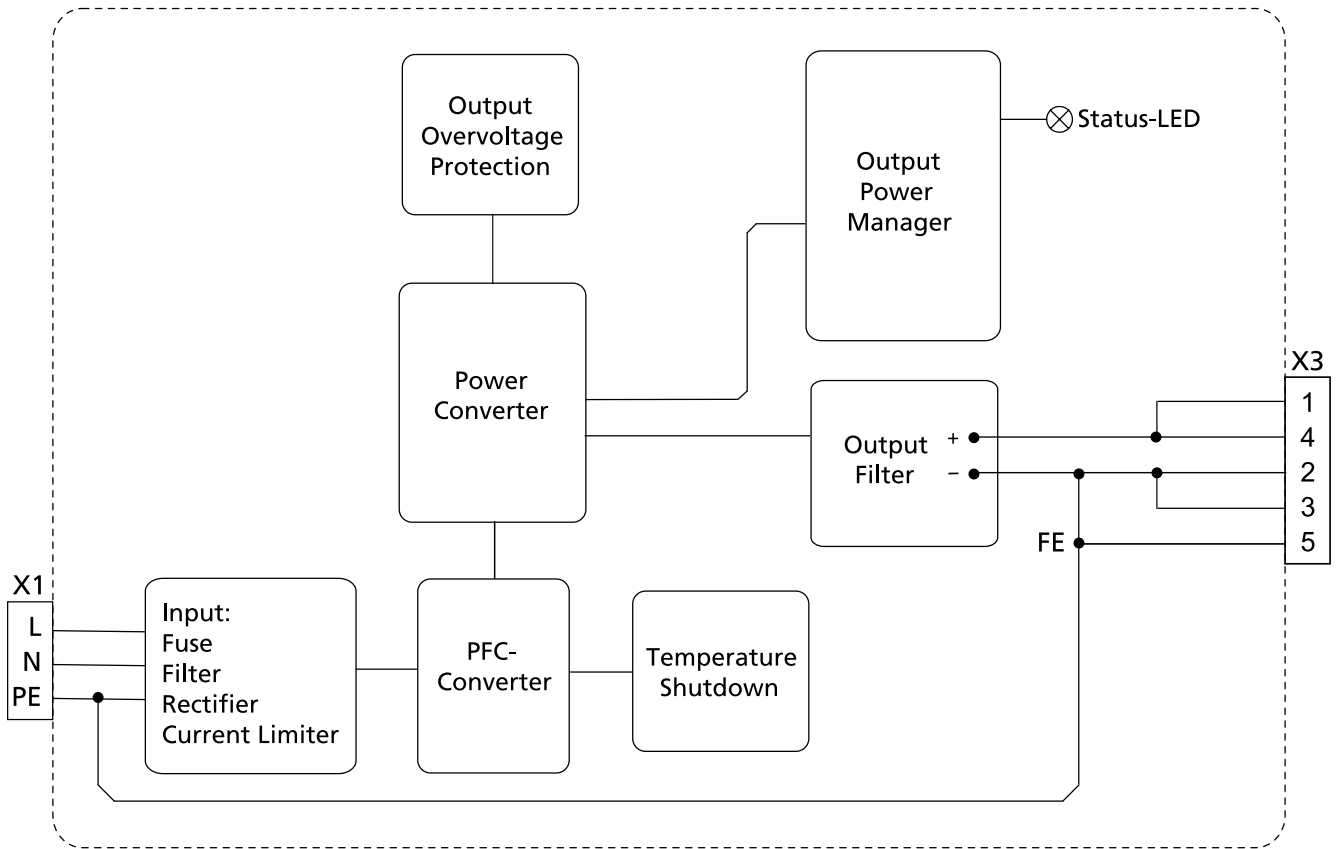 Output
Overvoltage
Protection
Output
Power
Manager
Status-LED
Power
Converter
Output
Filter
+
−
X3
1
4
2
3
5
FE
X1
L
N
PE
Input:
Fuse
Filter
Rectifier
Current Limiter
PFC-
Converter
Temperature
Shutdown